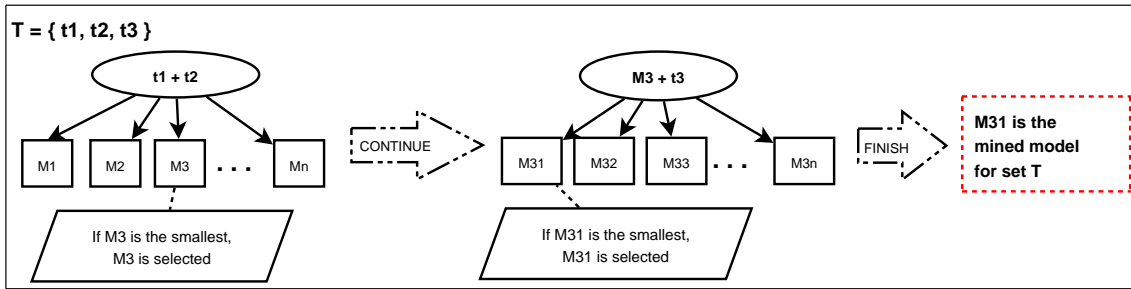 T = { t1, t2, t3 }
t1 + t2
M1
M2
M3
. . .
Mn
If M3 is the smallest,
M3 is selected
CONTINUE
M3 + t3
M31
M32
M33
. . .
M3n
If M31 is the smallest,
M31 is selected
FINISH
M31 is the
mined model
for set T